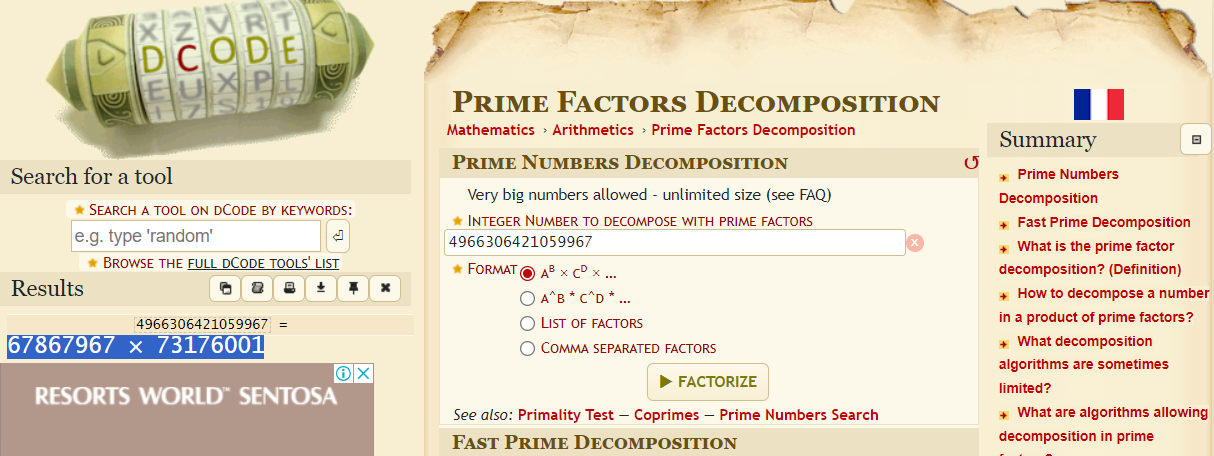 X Z V R T
D C O D E
E U X P L
Search for a tool
★ Search a tool on dCode by keywords:
e.g. type 'random'
★ Browse the full dCode tools' list
Results
4966306421059967 =
67867967 × 73176001
RESORTS WORLD™ SENTOSA
Prime Factors Decomposition
Mathematics › Arithmetics › Prime Factors Decomposition
Prime Numbers Decomposition
Very big numbers allowed - unlimited size (see FAQ)
★ Integer Number to decompose with prime factors
4966306421059967
★ Format A^B × C^D × ...
A^B * C^D * ...
List of factors
Comma separated factors
► FACTORIZE
See also: Primality Test — Coprimes — Prime Numbers Search
Fast Prime Decomposition
Summary
Prime Numbers
Decomposition
Fast Prime Decomposition
What is the prime factor
decomposition? (Definition)
How to decompose a number
in a product of prime factors?
What decomposition
algorithms are sometimes
limited?
What are algorithms allowing
decomposition in prime